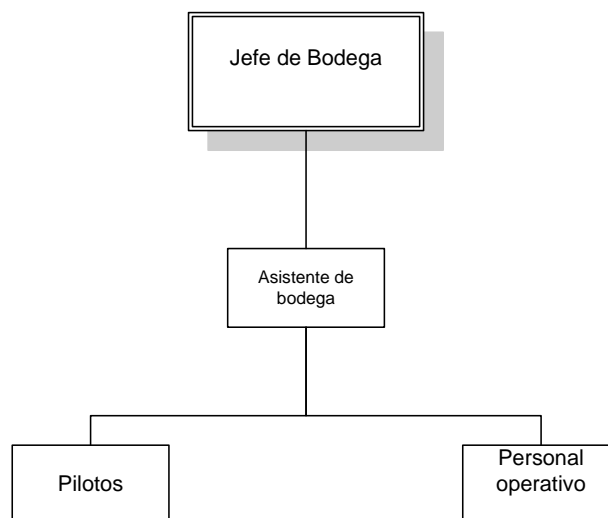 Jefe de Bodega
Asistente de
bodega
Pilotos
Personal
operativo